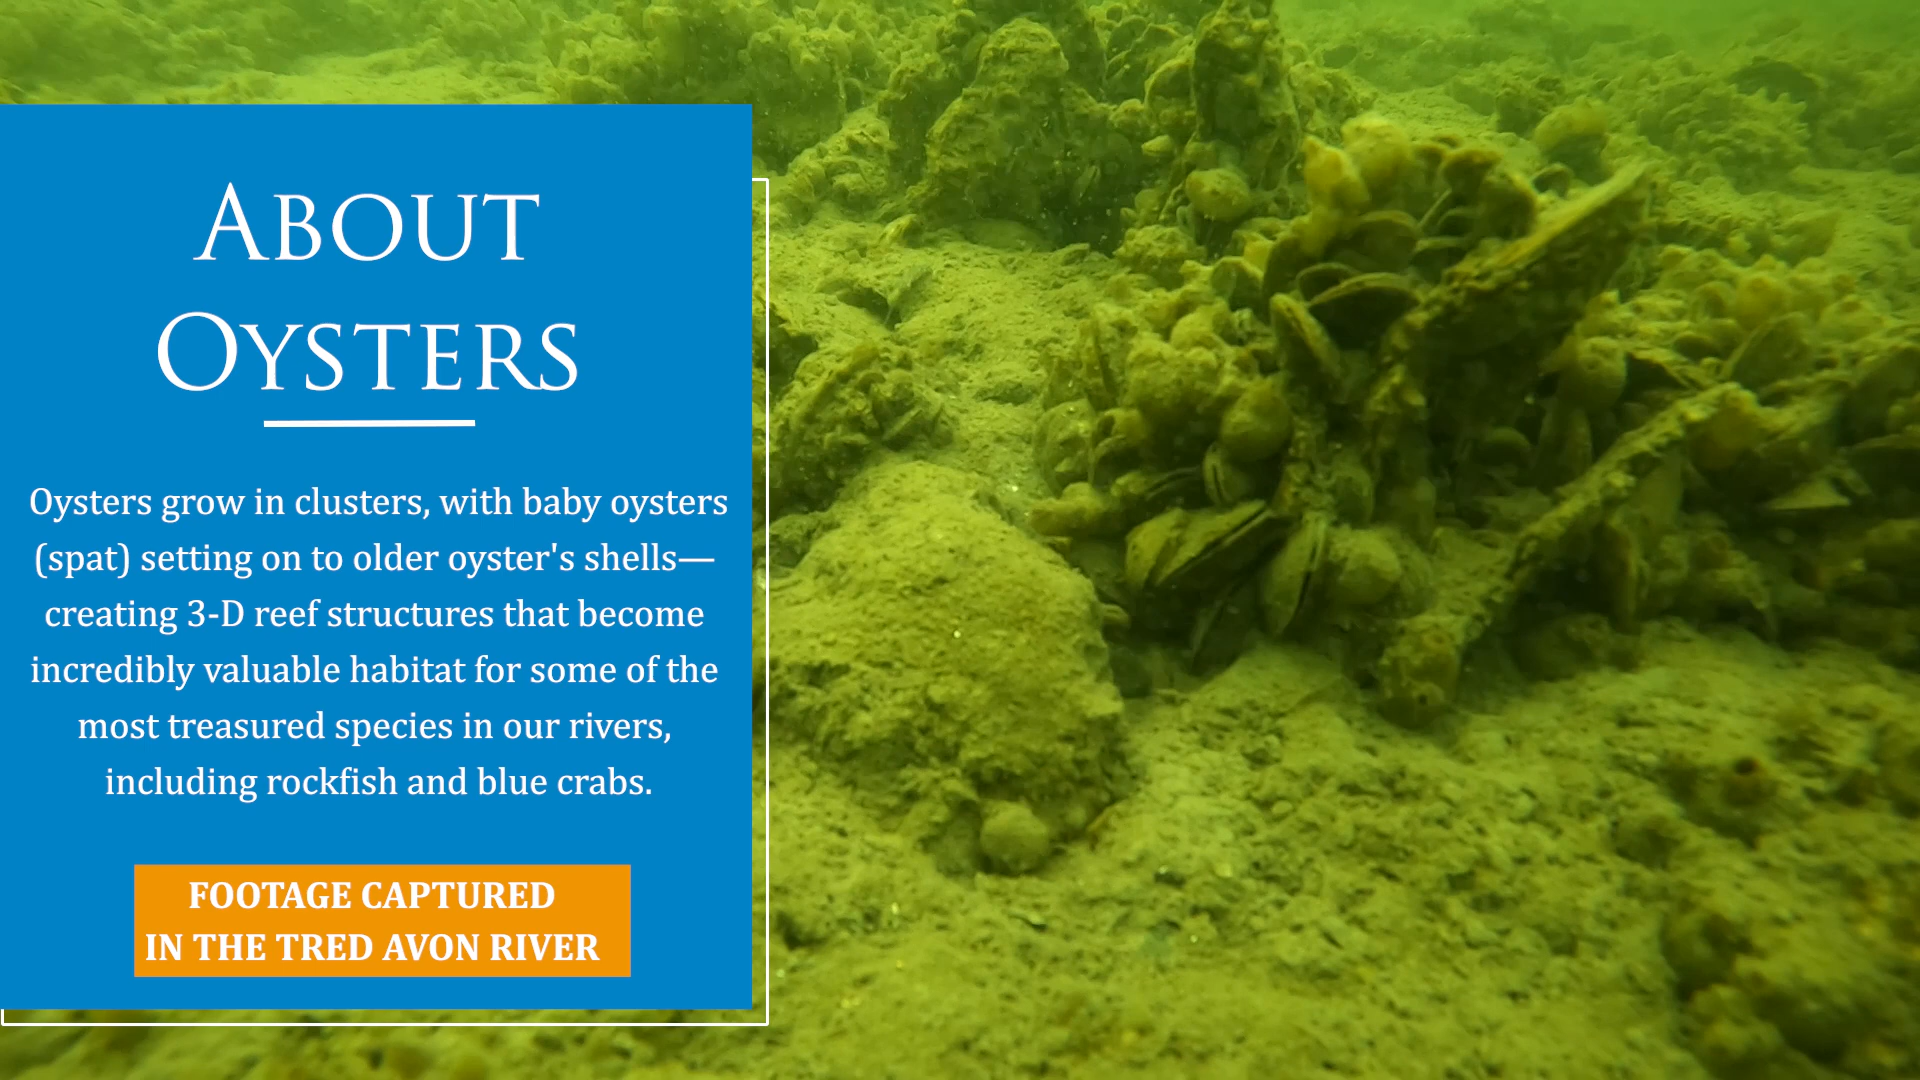 ABOUT
OYSTERS
Oysters grow in clusters, with baby oysters
(spat) setting on to older oyster's shells—
creating 3-D reef structures that become
incredibly valuable habitat for some of the
most treasured species in our rivers,
including rockfish and blue crabs.
FOOTAGE CAPTURED
IN THE TRED AVON RIVER